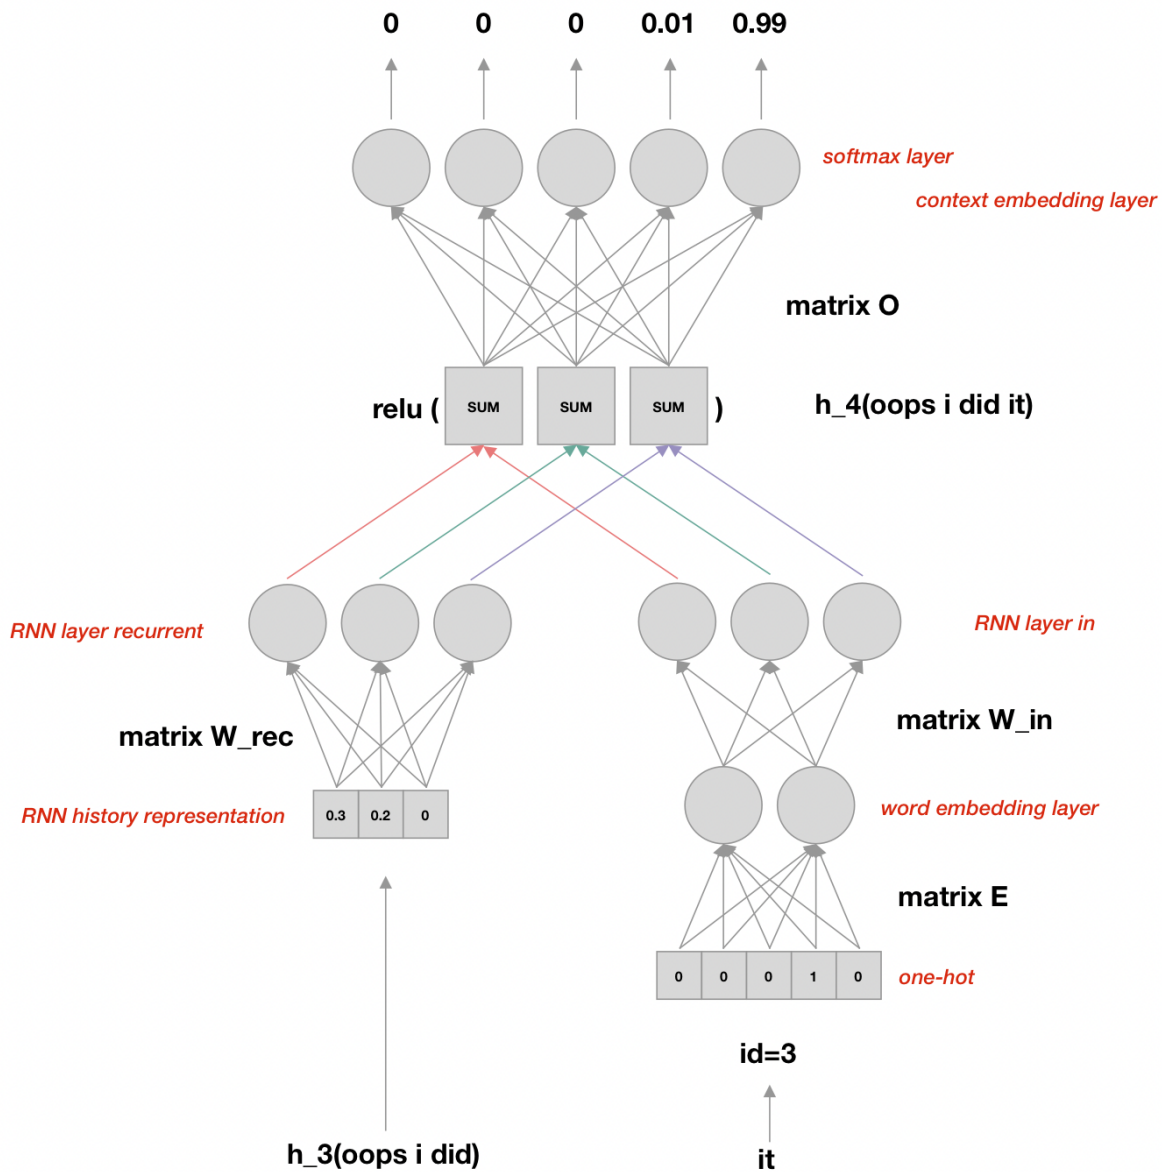 0 0 0 0.01 0.99
softmax layer
context embedding layer
matrix O
relu ( SUM SUM SUM ) h_4(oops i did it)
RNN layer recurrent
RNN layer in
matrix W_rec
matrix W_in
RNN history representation 0.3 0.2 0
word embedding layer
matrix E
0 0 0 1 0 one-hot
id=3
h_3(oops i did)
it